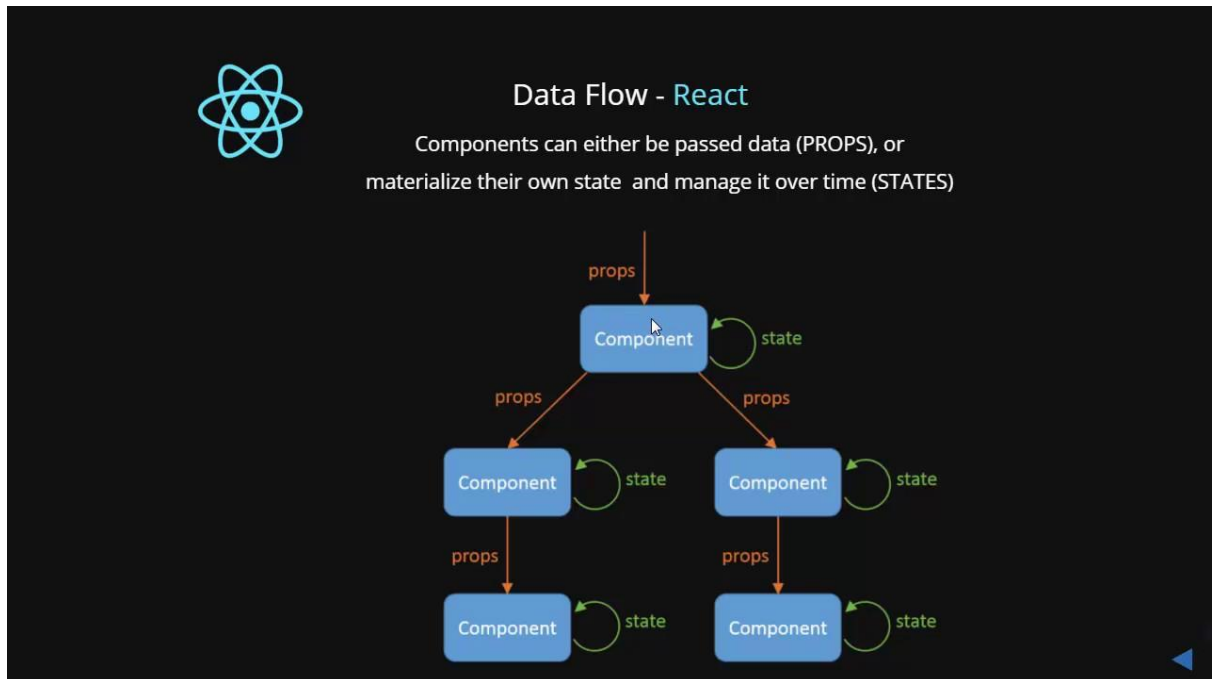 Data Flow - React
Components can either be passed data (PROPS), or
materialize their own state and manage it over time (STATES)
props
Component
state
props
props
Component
state
Component
state
props
props
Component
state
Component
state